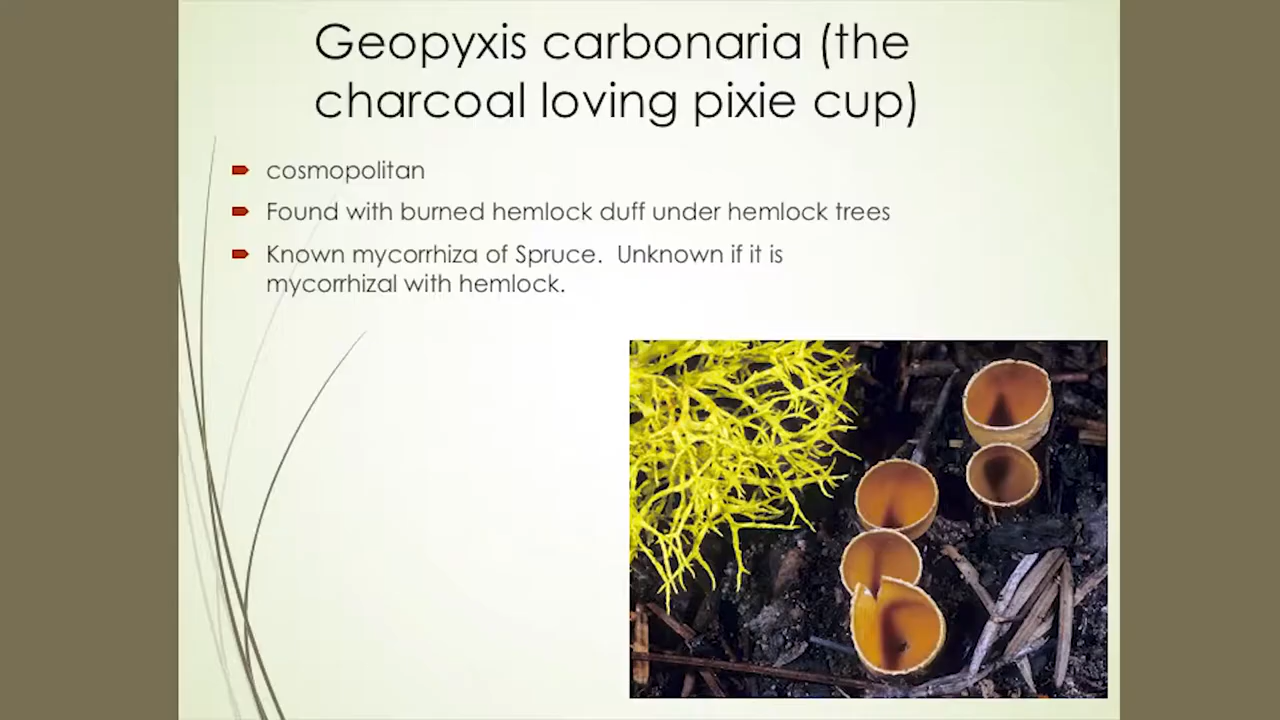 Geopyxis carbonaria (the
charcoal loving pixie cup)
cosmopolitan
Found with burned hemlock duff under hemlock trees
Known mycorrhiza of Spruce. Unknown if it is
mycorrhizal with hemlock.